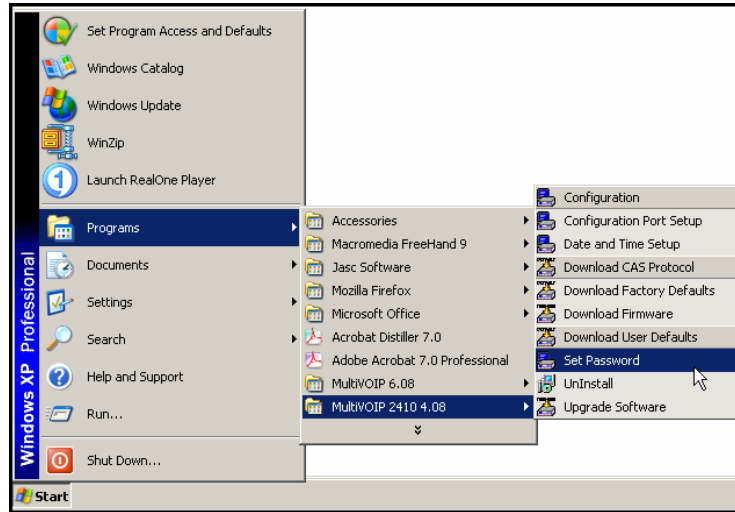 Set Program Access and Defaults
Windows Catalog
Windows Update
WinZip
Launch RealOne Player
Programs
Documents
Settings
Search
Help and Support
Run...
Shut Down...
Windows XP Professional
Start
Accessories
Macromedia FreeHand 9
Jasc Software
Mozilla Firefox
Microsoft Office
Acrobat Distiller 7.0
Adobe Acrobat 7.0 Professional
MultiVOIP 6.08
MultiVOIP 2410 4.08
Configuration
Configuration Port Setup
Date and Time Setup
Download CAS Protocol
Download Factory Defaults
Download Firmware
Download User Defaults
Set Password
UnInstall
Upgrade Software